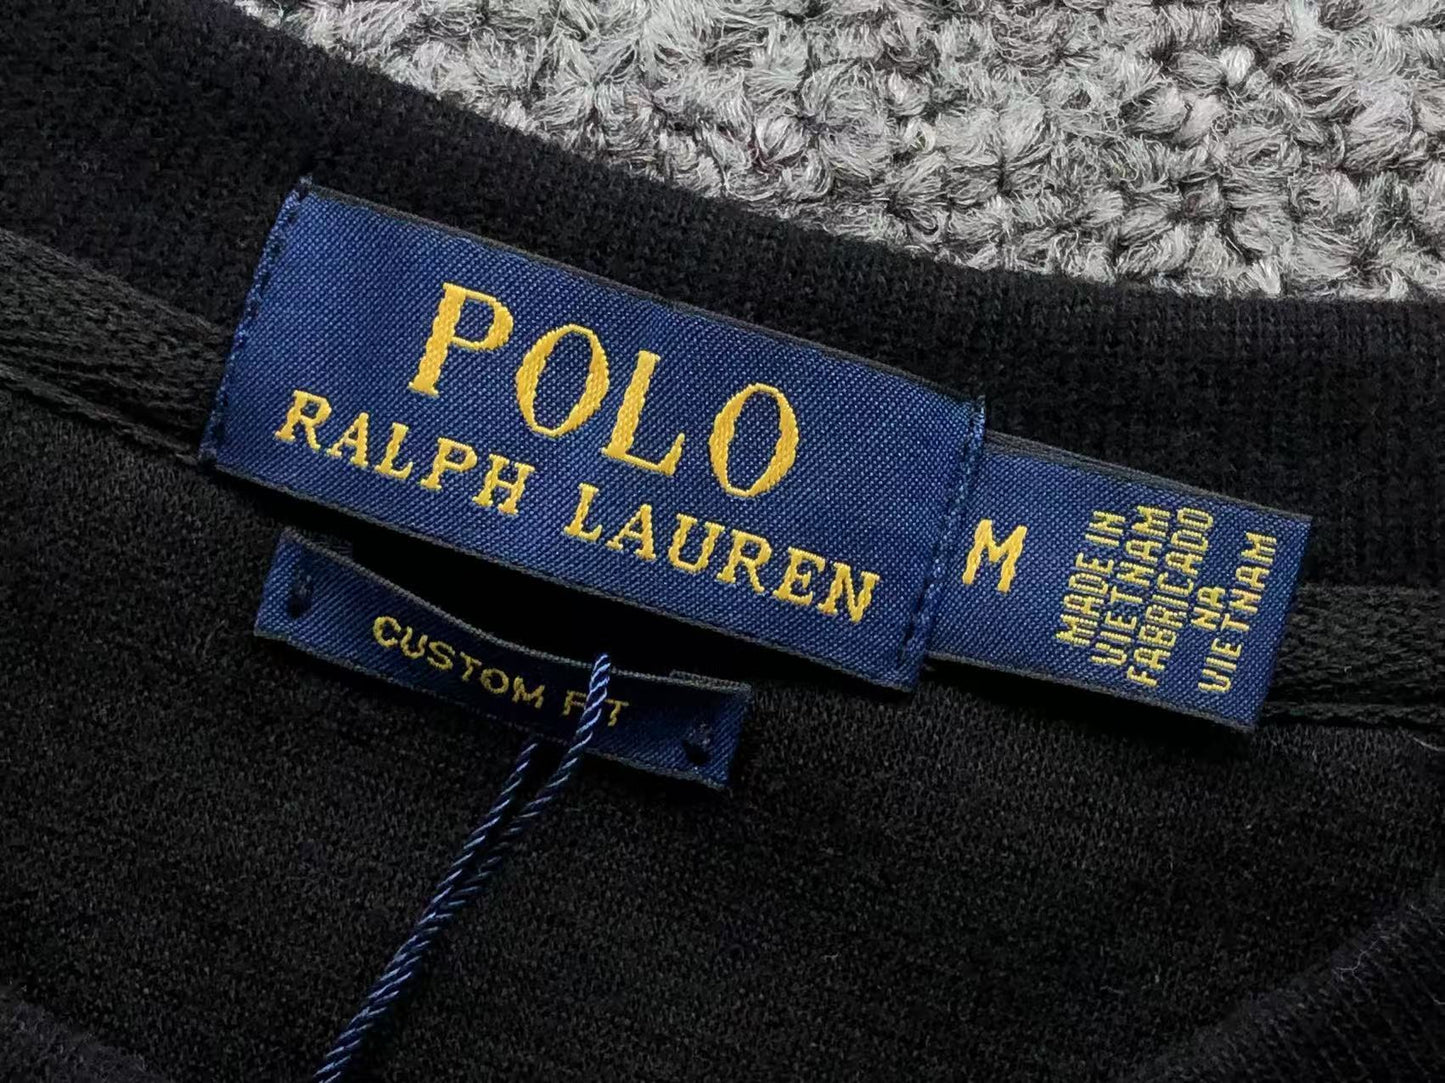 POLO
RALPH LAUREN
M
MADE IN
VIETNAM
FABRICADO
NA
VIETNAM
CUSTOM FIT